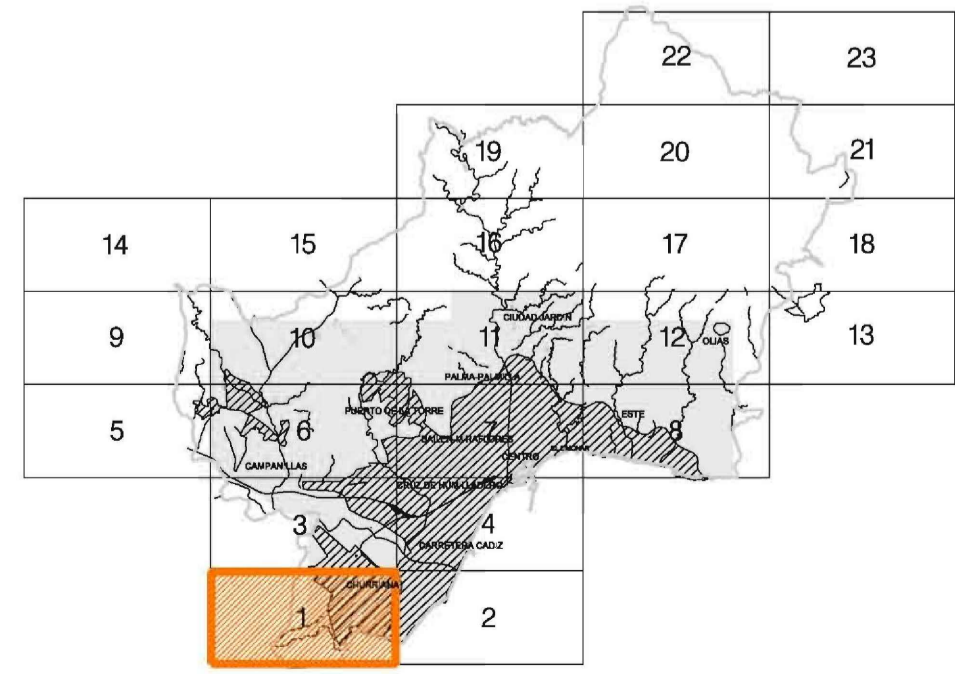 22
23
19
20
21
14
15
16
17
18
CIUDAD JARDIN
9
10
11
12
OLIAS
13
PALMA-PALMILLA
PUERTO DE LA TORRE
ESTE
5
6
7
8
BAILEN-MIRAFLORES
EL LIMONAR
CENTRO
CAMPANILLAS
CRUZ DE HUMILLADERO
3
4
CARRETERA CADIZ
CHURRIANA
1
2